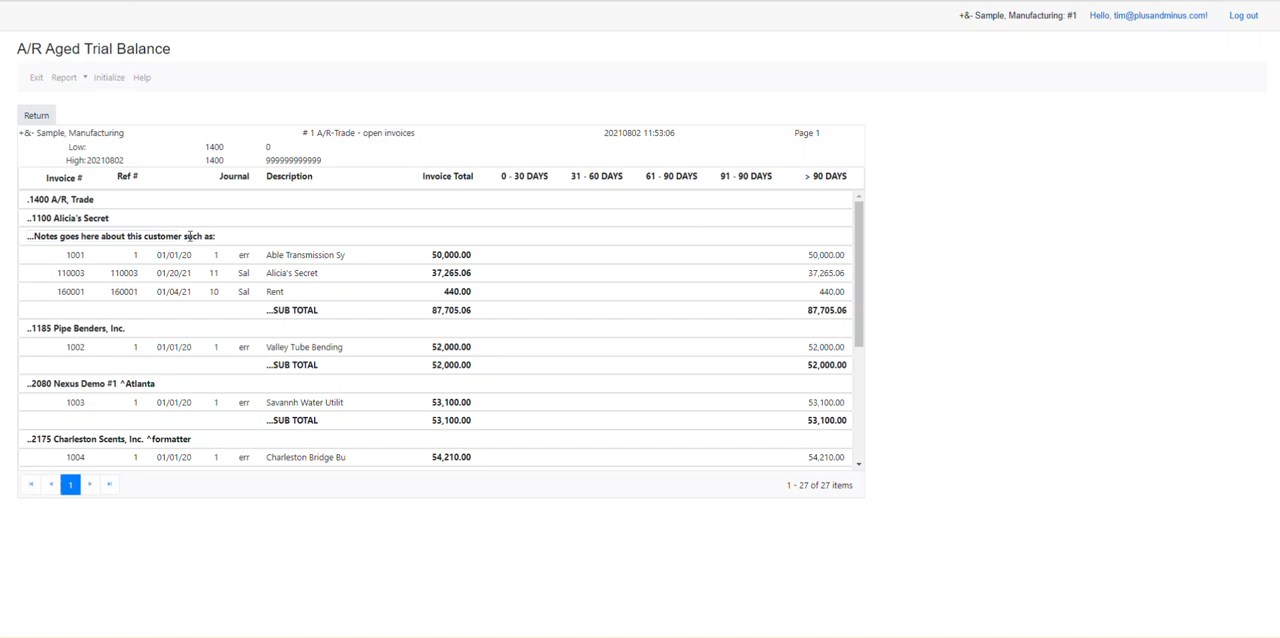 +&- Sample, Manufacturing: #1 Hello, tim@plusandminus.com! Log out
A/R Aged Trial Balance
Exit Report Initialize Help
Return
+&- Sample, Manufacturing # 1 A/R-Trade - open invoices 20210802 11:53:06 Page 1
Low: 1400 0
High: 20210802 1400 999999999999
Invoice # Ref # Journal Description Invoice Total 0 - 30 DAYS 31 - 60 DAYS 61 - 90 DAYS 91 - 90 DAYS > 90 DAYS
.1400 A/R, Trade
..1100 Alicia's Secret
...Notes goes here about this customer such as:
1001 1 01/01/20 1 err Able Transmission Sy 50,000.00 50,000.00
110003 110003 01/20/21 11 Sal Alicia's Secret 37,265.06 37,265.06
160001 160001 01/04/21 10 Sal Rent 440.00 440.00
...SUB TOTAL 87,705.06 87,705.06
..1185 Pipe Benders, Inc.
1002 1 01/01/20 1 err Valley Tube Bending 52,000.00 52,000.00
...SUB TOTAL 52,000.00 52,000.00
..2080 Nexus Demo #1 ^Atlanta
1003 1 01/01/20 1 err Savannh Water Utilit 53,100.00 53,100.00
...SUB TOTAL 53,100.00 53,100.00
..2175 Charleston Scents, Inc. ^formatter
1004 1 01/01/20 1 err Charleston Bridge Bu 54,210.00 54,210.00
1 1 - 27 of 27 items